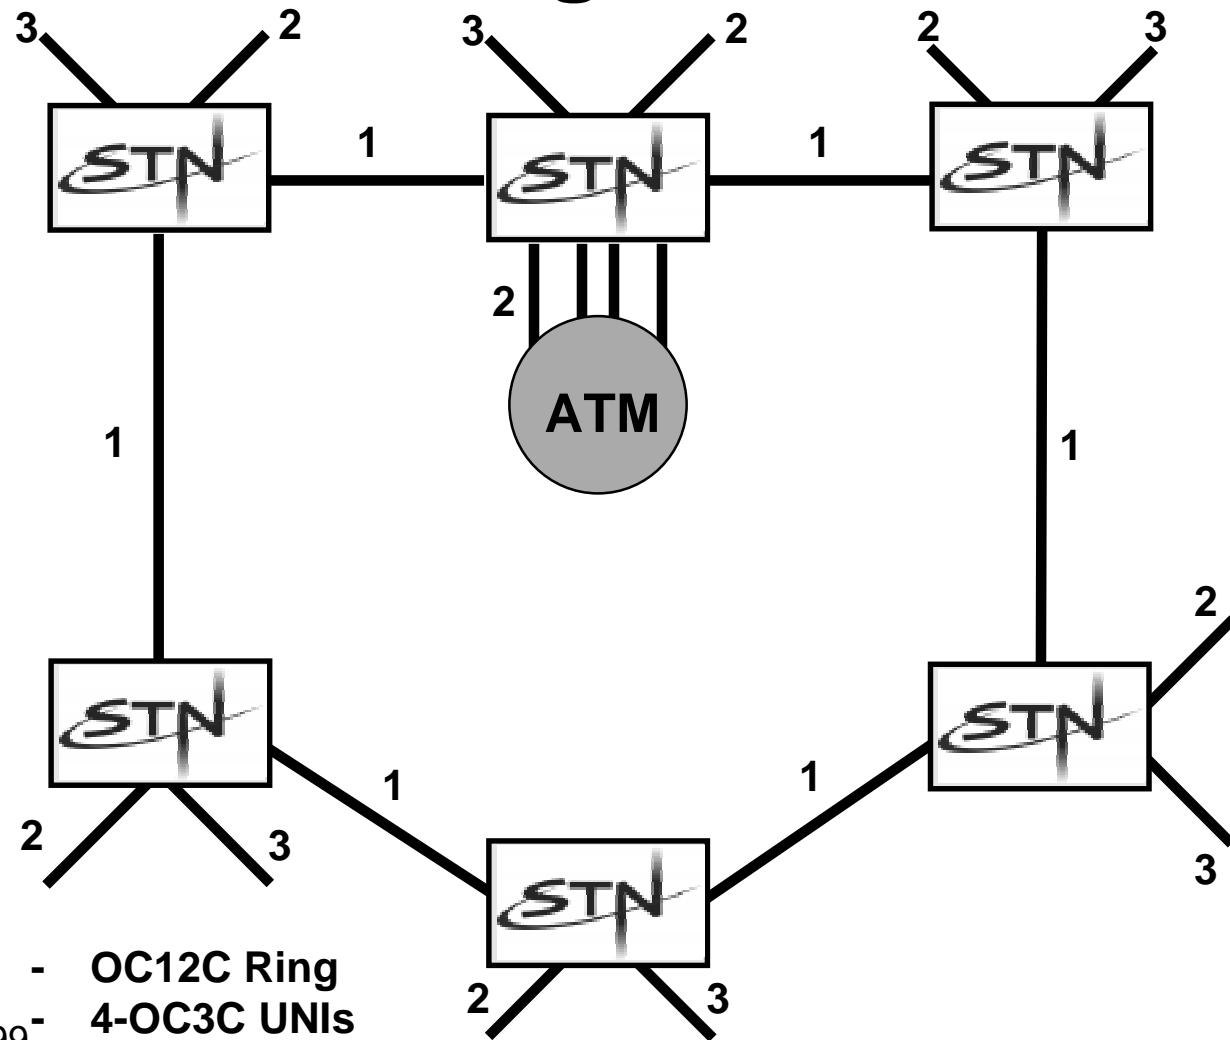 3 2 3 2 2 3
STN STN STN
1 1
2
ATM
1 1
2
STN STN
1 1
2 3 3
STN
- OC12C Ring
2 3
- 4-OC3C UNIs